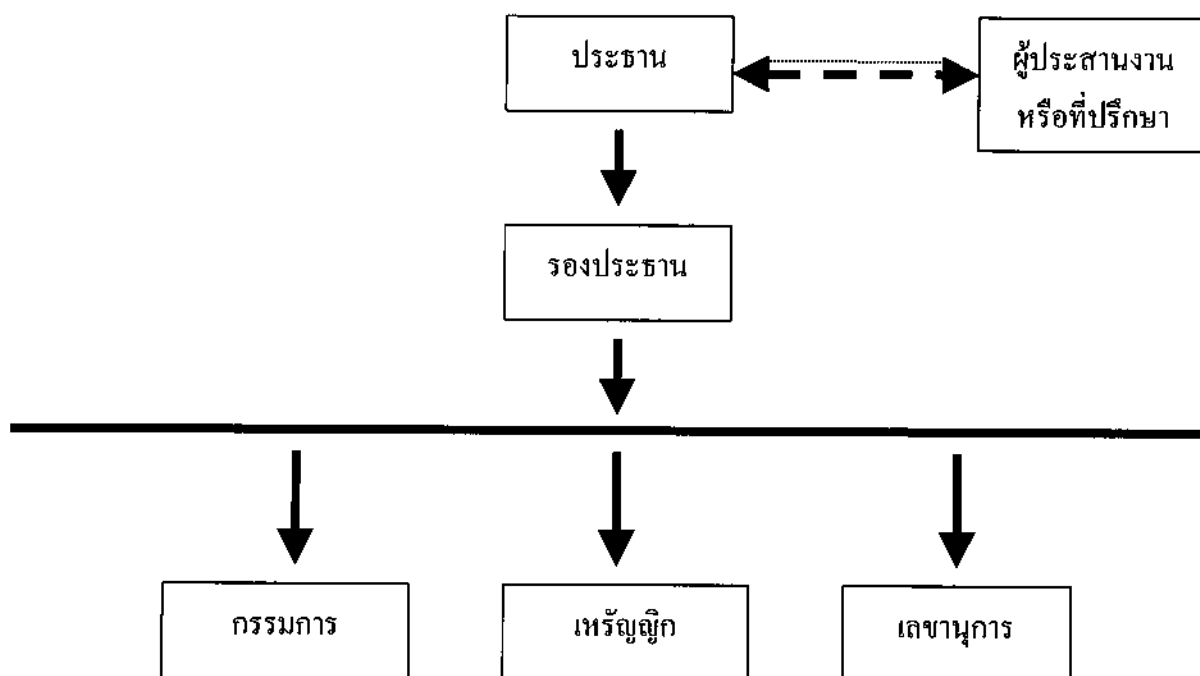 ประธาน
ผู้ประสานงาน
หรือที่ปรึกษา
รองประธาน
กรรมการ
เหรัญญิก
เลขานุการ